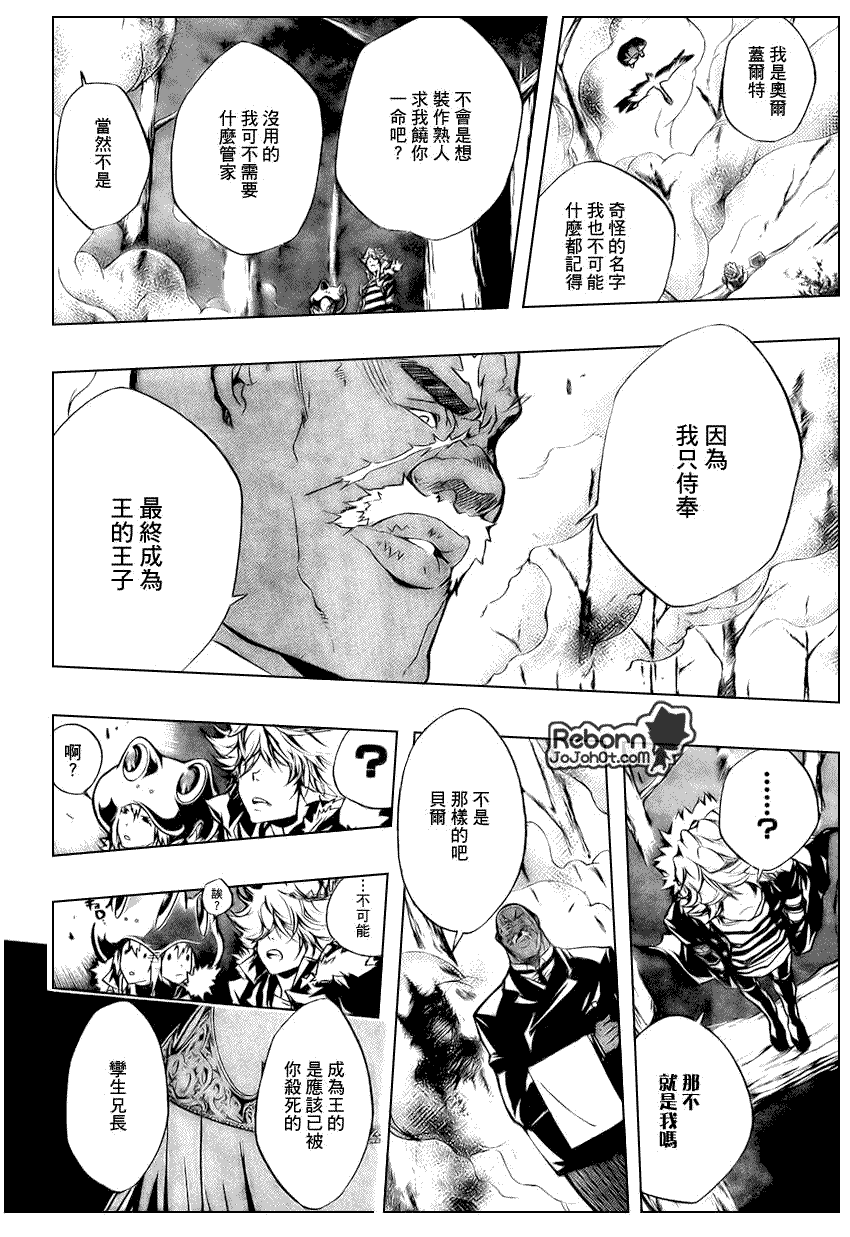 我是奧爾
蓋爾特
奇怪的名字
我也不可能
什麼都記得
不會是想
裝作熟人
求我饒你
一命吧？
沒用的
我可不需要
什麼管家
當然不是
因為
我只侍奉
最終成為
王的王子
……？
那不
就是我嗎
Reborn
JoJoHOt.com
不是
那樣的吧
貝爾
？
啊？
…不可能
誒？
キョロ
成為王的
是應該已被
你殺死的
孿生兄長